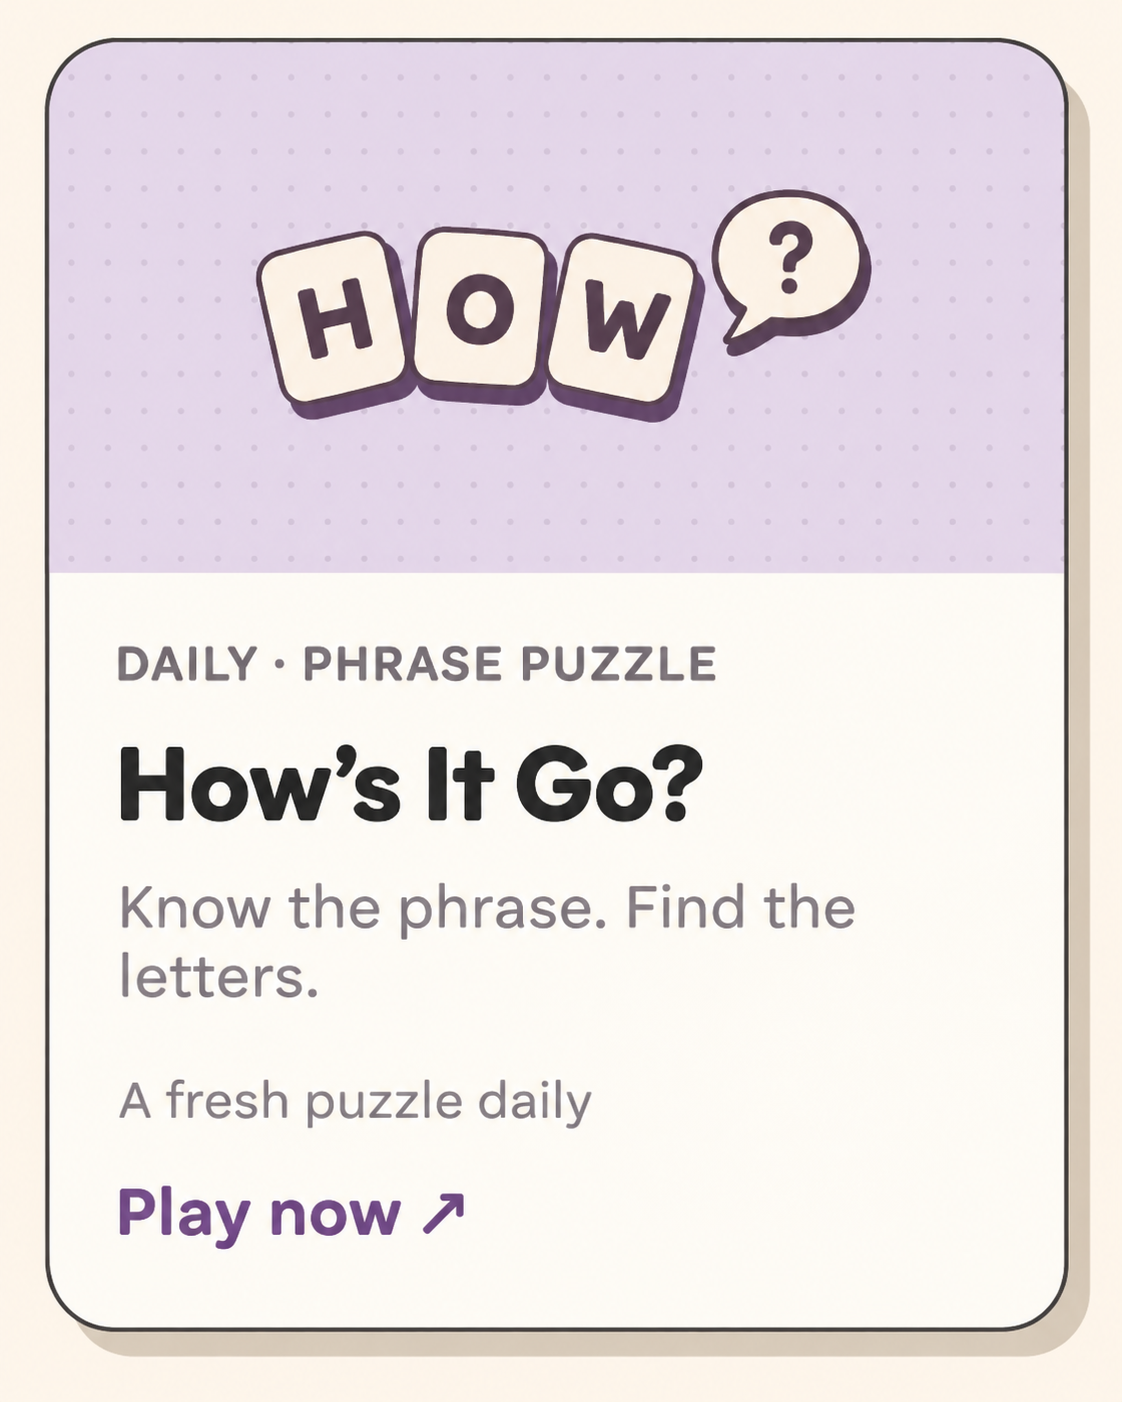 HOW ?
DAILY · PHRASE PUZZLE
How’s It Go?
Know the phrase. Find the
letters.
A fresh puzzle daily
Play now ↗